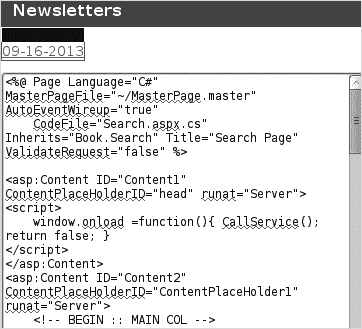 Newsletters
09-16-2013
<%@ Page Language="C#"
MasterPageFile="~/MasterPage.master"
AutoEventWireup="true"
CodeFile="Search.aspx.cs"
Inherits="Book.Search" Title="Search Page"
ValidateRequest="false" %>
<asp:Content ID="Content1"
ContentPlaceHolderID="head" runat="Server">
<script>
window.onload =function(){ CallService();
return false; }
</script>
</asp:Content>
<asp:Content ID="Content2"
ContentPlaceHolderID="ContentPlaceHolder1"
runat="Server">
<!-- BEGIN :: MAIN COL -->